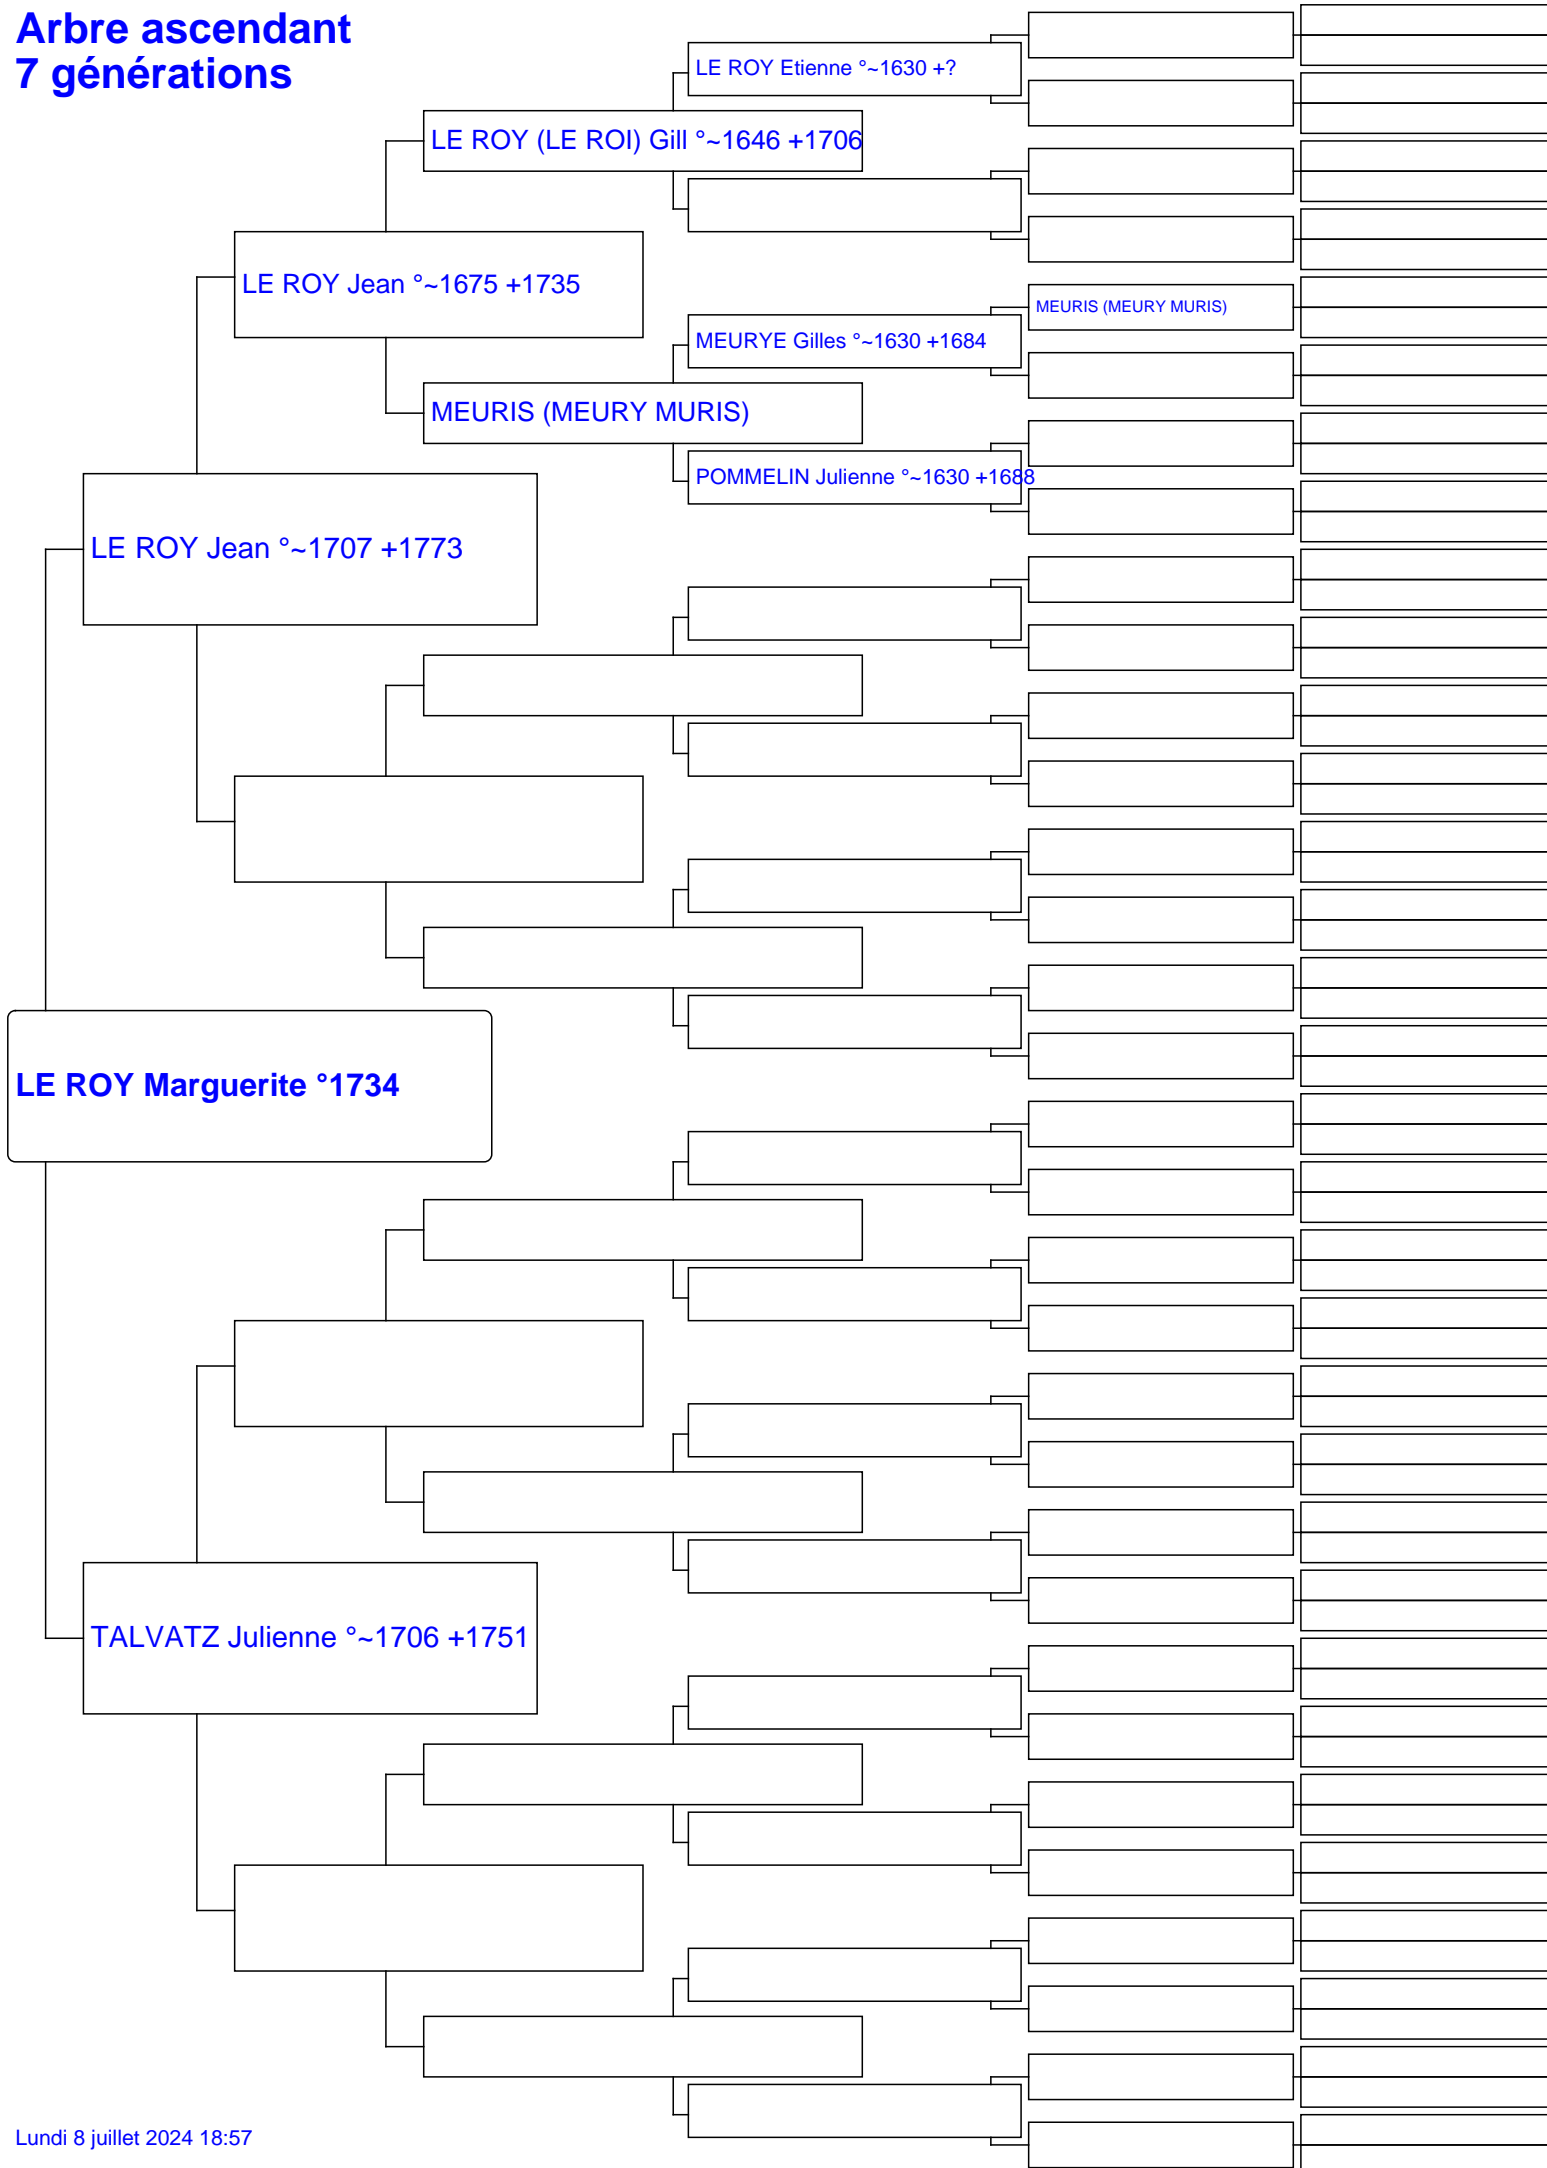 Arbre ascendant
7 générations
LE ROY Etienne °~1630 +?
LE ROY (LE ROI) Gill °~1646 +1706
LE ROY Jean °~1675 +1735
MEURIS (MEURY MURIS)
MEURYE Gilles °~1630 +1684
MEURIS (MEURY MURIS)
POMMELIN Julienne °~1630 +1688
LE ROY Jean °~1707 +1773
LE ROY Marguerite °1734
TALVATZ Julienne °~1706 +1751
Lundi 8 juillet 2024 18:57